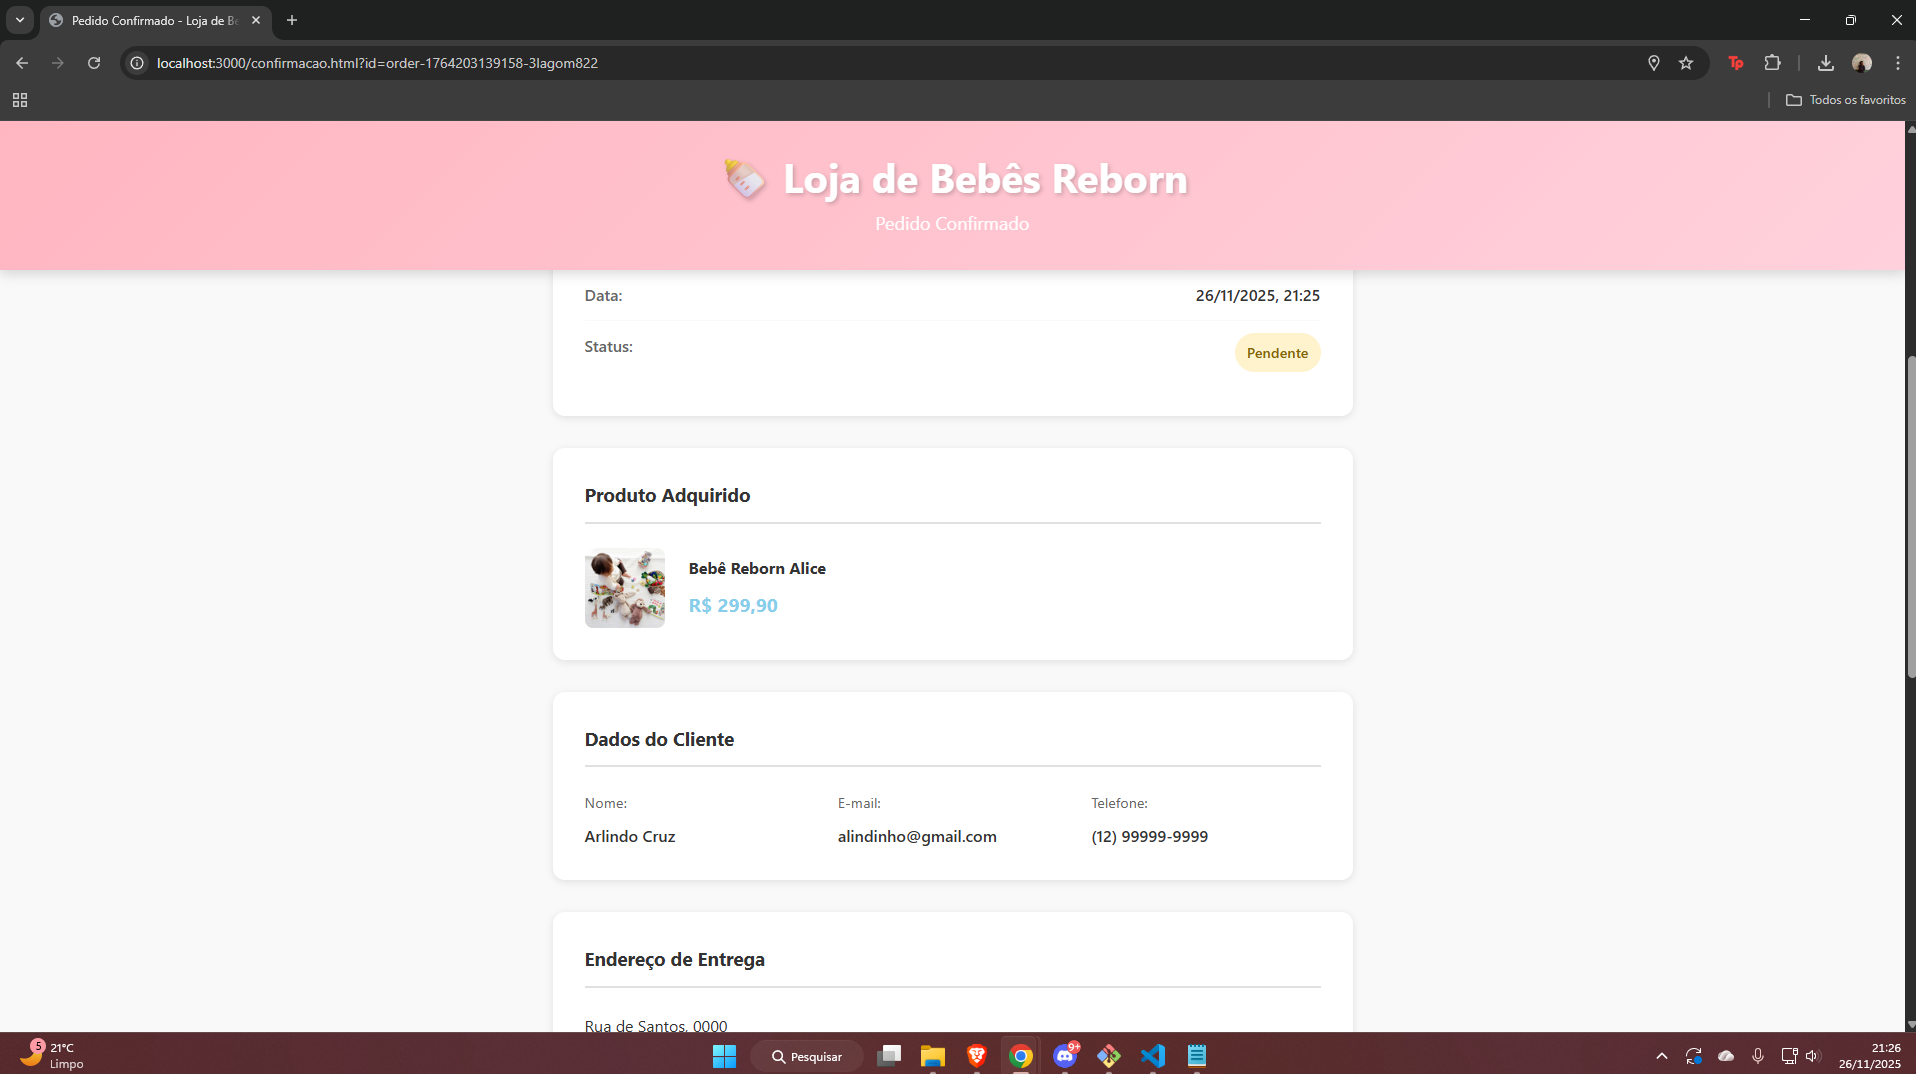 Pedido Confirmado - Loja de Be
localhost:3000/confirmacao.html?id=order-1764203139158-3lagom822
Tp
Todos os favoritos
Loja de Bebês Reborn
Pedido Confirmado
Data:
26/11/2025, 21:25
Status:
Pendente
Produto Adquirido
Bebê Reborn Alice
R$ 299,90
Dados do Cliente
Nome:
E-mail:
Telefone:
Arlindo Cruz
alindinho@gmail.com
(12) 99999-9999
Endereço de Entrega
Rua de Santos, 0000
5
21°C
Limpo
Pesquisar
9+
21:26
26/11/2025